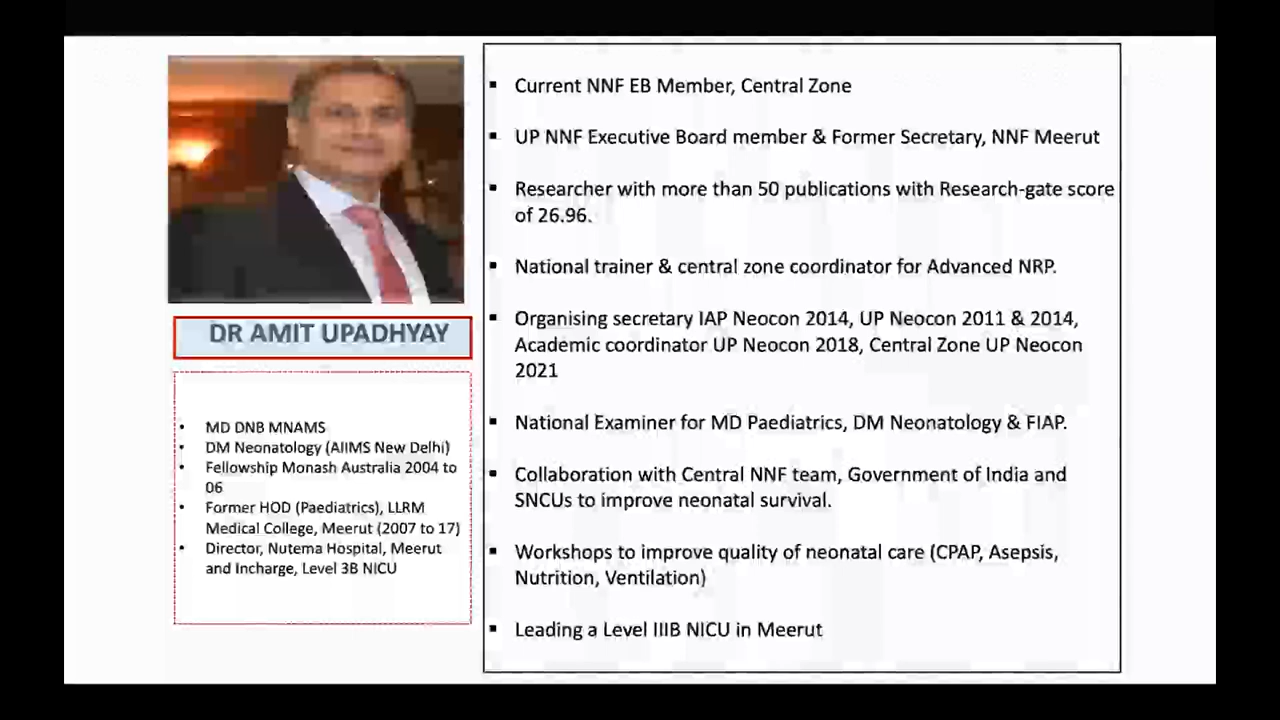 DR AMIT UPADHYAY
• MD DNB MNAMS
• DM Neonatology (AIIMS New Delhi)
• Fellowship Monash Australia 2004 to
06
• Former HOD (Paediatrics), LLRM
Medical College, Meerut (2007 to 17)
• Director, Nutema Hospital, Meerut
and Incharge, Level 3B NICU
▪ Current NNF EB Member, Central Zone
▪ UP NNF Executive Board member & Former Secretary, NNF Meerut
▪ Researcher with more than 50 publications with Research-gate score
of 26.96.
▪ National trainer & central zone coordinator for Advanced NRP.
▪ Organising secretary IAP Neocon 2014, UP Neocon 2011 & 2014,
Academic coordinator UP Neocon 2018, Central Zone UP Neocon
2021
▪ National Examiner for MD Paediatrics, DM Neonatology & FIAP.
▪ Collaboration with Central NNF team, Government of India and
SNCUs to improve neonatal survival.
▪ Workshops to improve quality of neonatal care (CPAP, Asepsis,
Nutrition, Ventilation)
▪ Leading a Level IIIB NICU in Meerut